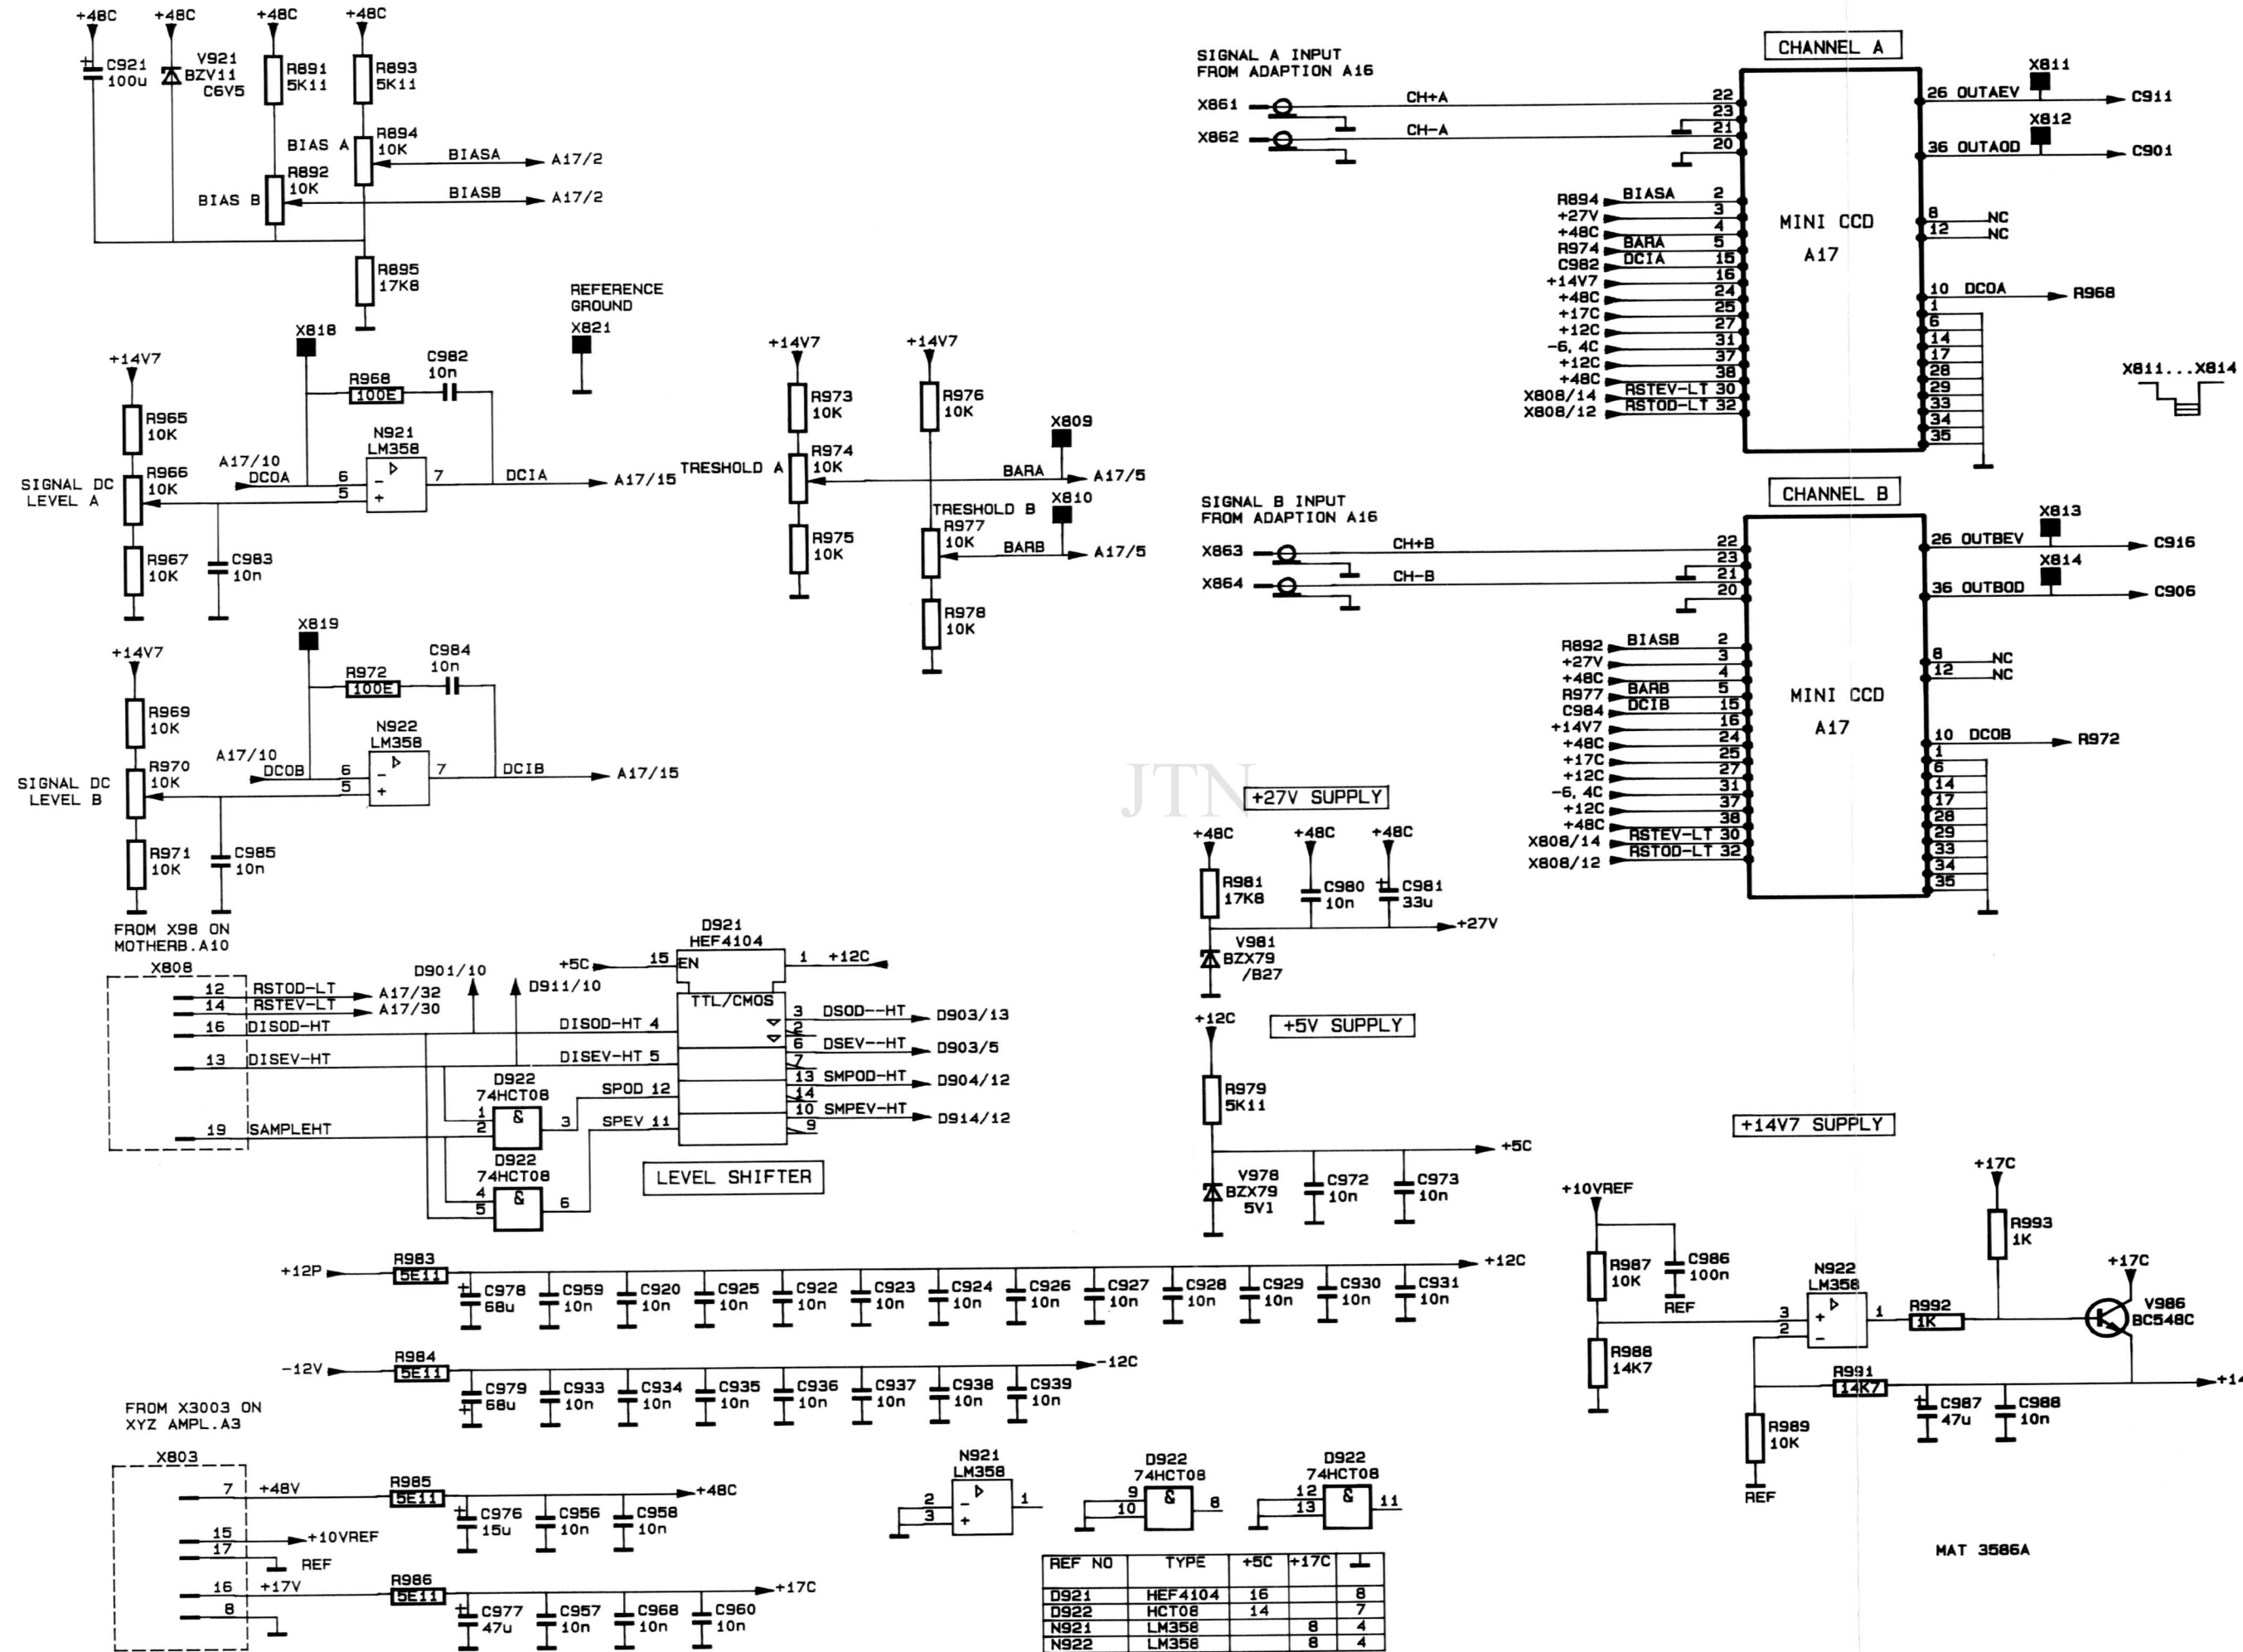 +48C
+48C
+48C
+48C
C921
100u
V921
BZV11
C6V5
R891
5K11
R893
5K11
BIAS A
R894
10K
BIASA
A17/2
R892
10K
BIAS B
BIASB
A17/2
R895
17K8
REFERENCE
GROUND
X821
X818
+14V7
R968
100E
C982
10n
R965
10K
N921
LM358
A17/10
DCOA
6
5
-
+
7
DCIA
A17/15
SIGNAL DC
LEVEL A
R966
10K
R967
10K
C983
10n
+14V7
+14V7
R973
10K
R976
10K
X809
TRESHOLD A
R974
10K
BARA
A17/5
X810
TRESHOLD B
R977
10K
BARB
A17/5
R975
10K
R978
10K
X819
+14V7
R972
100E
C984
10n
R969
10K
N922
LM358
A17/10
DCOB
6
5
-
+
7
DCIB
A17/15
SIGNAL DC
LEVEL B
R970
10K
R971
10K
C985
10n
SIGNAL A INPUT
FROM ADAPTION A16
X861
CH+A
X862
CH-A
22
23
21
20
CHANNEL A
MINI CCD
A17
R894 BIASA 2
+27V 3
+48C 4
R974 BARA 5
C982 DCIA 15
+14V7 16
+48C 24
+17C 25
+12C 27
-6, 4C 31
+12C 37
+48C 38
X808/14 RSTEV-LT 30
X808/12 RSTOD-LT 32
X811
26 OUTAEV
C911
X812
36 OUTAOD
C901
8 NC
12 NC
10 DCOA
R968
1
6
14
17
28
29
33
34
35
X811...X814
SIGNAL B INPUT
FROM ADAPTION A16
X863
CH+B
X864
CH-B
22
23
21
20
CHANNEL B
MINI CCD
A17
R892 BIASB 2
+27V 3
+48C 4
R977 BARB 5
C984 DCIB 15
+14V7 16
+48C 24
+17C 25
+12C 27
-6, 4C 31
+12C 37
+48C 38
X808/14 RSTEV-LT 30
X808/12 RSTOD-LT 32
X813
26 OUTBEV
C916
X814
36 OUTBOD
C906
8 NC
12 NC
10 DCOB
R972
1
6
14
17
28
29
33
34
35
JTN
+27V SUPPLY
+48C
+48C
+48C
R981
17K8
C980
10n
+
C981
33u
+27V
V981
BZX79
/B27
+5V SUPPLY
+12C
R979
5K11
+5C
V978
BZX79
5V1
C972
10n
C973
10n
FROM X98 ON
MOTHERB.A10
X808
12 RSTOD-LT A17/32
14 RSTEV-LT A17/30
16 DISOD-HT
13 DISEV-HT
19 SAMPLEHT
D901/10
D911/10
D921
HEF4104
+5C 15 EN 1 +12C
TTL/CMOS
DISOD-HT 4
DISEV-HT 5
SPOD 12
SPEV 11
3 DSOD--HT D903/13
2
6 DSEV--HT D903/5
7
13 SMPOD-HT D904/12
14
10 SMPEV-HT D914/12
9
D922
74HCT08
1
2
&
3
D922
74HCT08
4
5
&
6
LEVEL SHIFTER
+12P
R983
5E11
+12C
+
C978
68u
C959
10n
C920
10n
C925
10n
C922
10n
C923
10n
C924
10n
C926
10n
C927
10n
C928
10n
C929
10n
C930
10n
C931
10n
-12V
R984
5E11
-12C
C979
68u
+
C933
10n
C934
10n
C935
10n
C936
10n
C937
10n
C938
10n
C939
10n
FROM X3003 ON
XYZ AMPL.A3
X803
7 +48V
R985
5E11
+48C
+
C976
15u
C956
10n
C958
10n
15 +10VREF
17 REF
16 +17V
R986
5E11
+17C
8
+
C977
47u
C957
10n
C968
10n
C960
10n
N921
LM358
2
3
-
+
1
D922
74HCT08
9
10
&
8
D922
74HCT08
12
13
&
11
REF NO TYPE +5C +17C
D921 HEF4104 16 8
D922 HCT08 14 7
N921 LM358 8 4
N922 LM358 8 4
+14V7 SUPPLY
+10VREF
R987
10K
C986
100n
REF
R988
14K7
N922
LM358
3
2
+
-
1
R992
1K
+17C
R993
1K
+17C
V986
BC548C
R991
14K7
+14
R989
10K
REF
+
C987
47u
C988
10n
MAT 3586A